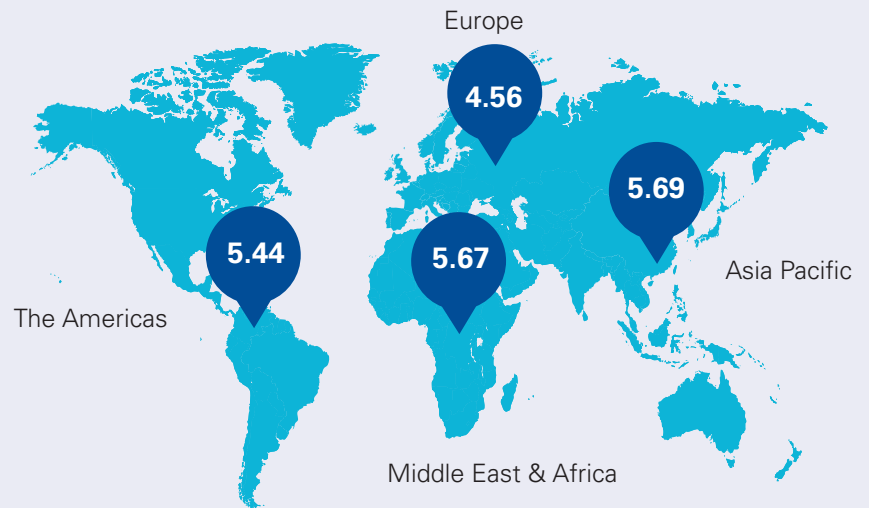 Europe
4.56
5.69
5.44
5.67
Asia Pacific
The Americas
Middle East & Africa